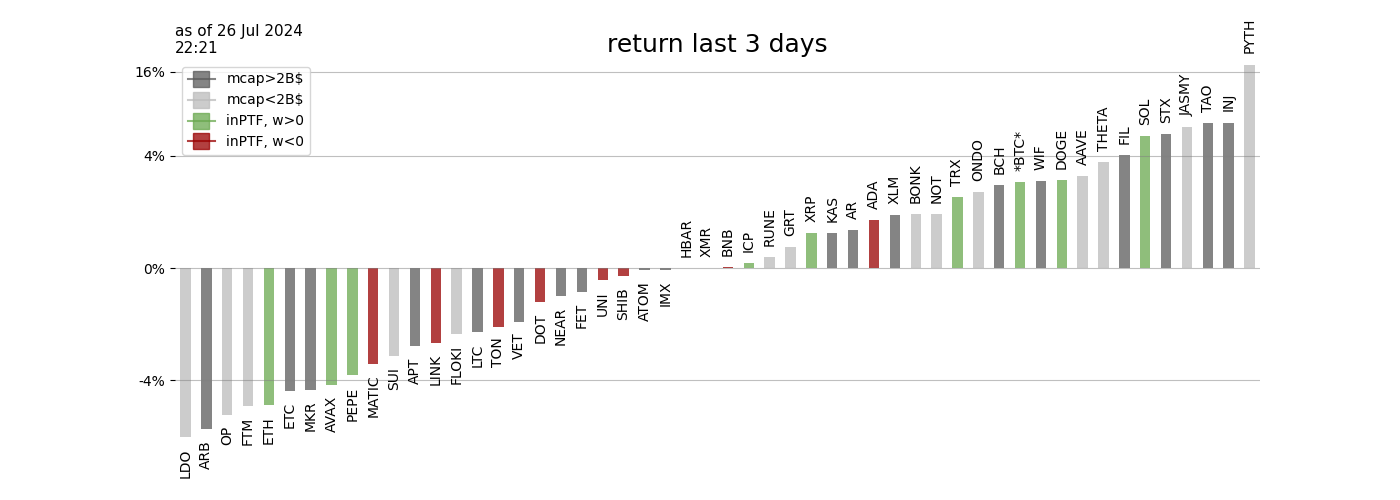 as of 26 Jul 2024
22:21
return last 3 days
16%
4%
0%
-4%
mcap>2B$
mcap<2B$
inPTF, w>0
inPTF, w<0
LDO
ARB
OP
FTM
ETH
ETC
MKR
AVAX
PEPE
MATIC
SUI
APT
LINK
FLOKI
LTC
TON
VET
DOT
NEAR
FET
UNI
SHIB
ATOM
IMX
HBAR
XMR
BNB
ICP
RUNE
GRT
XRP
KAS
AR
ADA
XLM
BONK
NOT
TRX
ONDO
BCH
*BTC*
WIF
DOGE
AAVE
THETA
FIL
SOL
STX
JASMY
TAO
INJ
PYTH